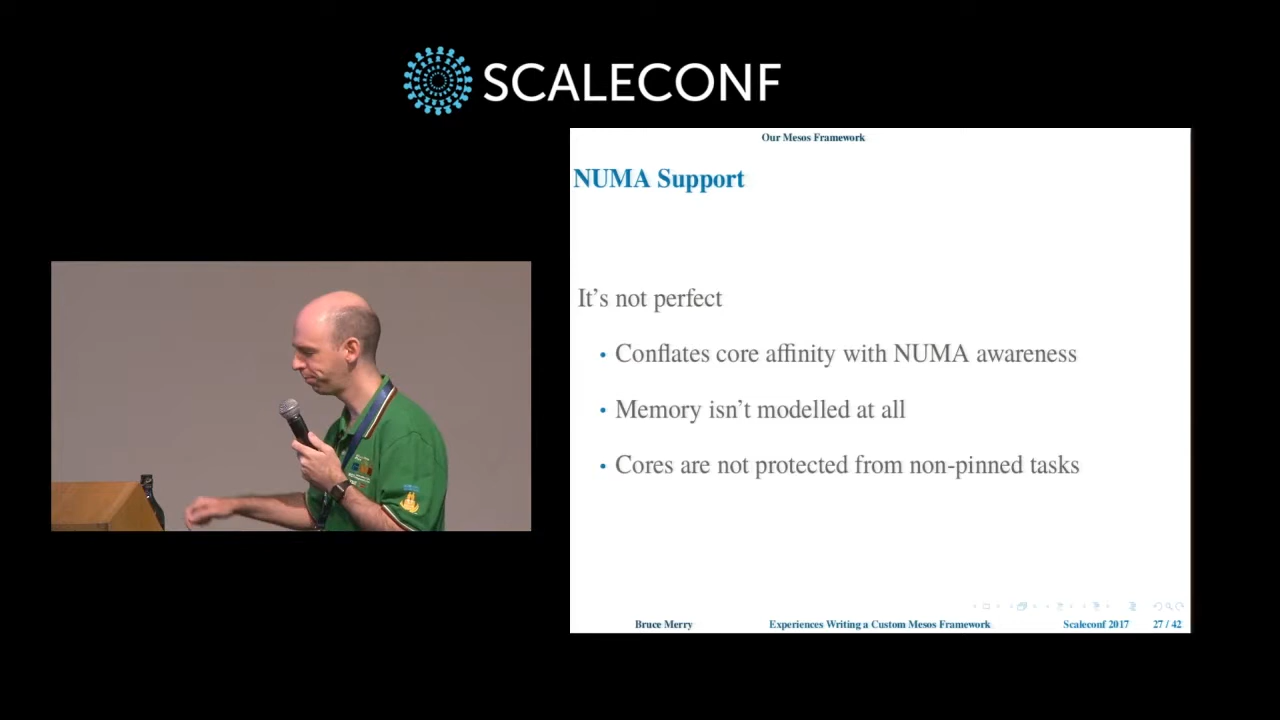 SCALECONF
Our Mesos Framework
NUMA Support
It's not perfect
• Conflates core affinity with NUMA awareness
• Memory isn't modelled at all
• Cores are not protected from non-pinned tasks
Bruce Merry Experiences Writing a Custom Mesos Framework Scaleconf 2017 27 / 42